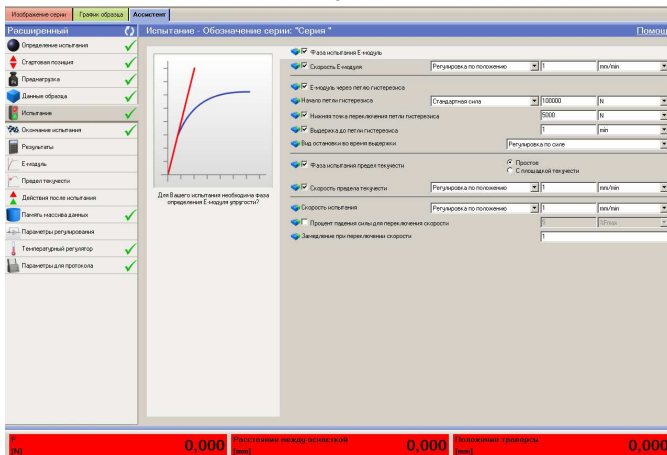 Изображение серии График образца Ассистент
Расширенный Испытание - Обозначение серии: "Серия " Помощ
Определение испытания
Стартовая позиция
Преднагрузка
Данные образца
Испытание
Окончание испытания
Результаты
E-модуль
Предел текучести
Действия после испытания
Память массива данных
Параметры регулирования
Температурный регулятор
Параметры для протокола
Для Вашего испытания необходима фаза
определения E-модуля упругости?
Фаза испытания E-модуль
Скорость E-модуля Регулировка по положению 1 mm/min
E-модуль через петлю гистерезиса
Начало петли гистерезиса Стандартная сила 100000 N
Нижняя точка переключения петли гистерезиса 5000 N
Выдержка до петли гистерезиса 1 min
Вид остановки во время выдержки Регулировка по силе
Фаза испытания предел текучести Простое
С площадкой текучести
Скорость предела текучести Регулировка по положению 1 mm/min
Скорость испытания Регулировка по положению 1 mm/min
Процент падения силы для переключения скорости %Fmax
Замедление при переключении скорости 1
F
[N] 0,000
Расстояние между оснасткой
[mm] 0,000
Положение траверсы
[mm] 0,000